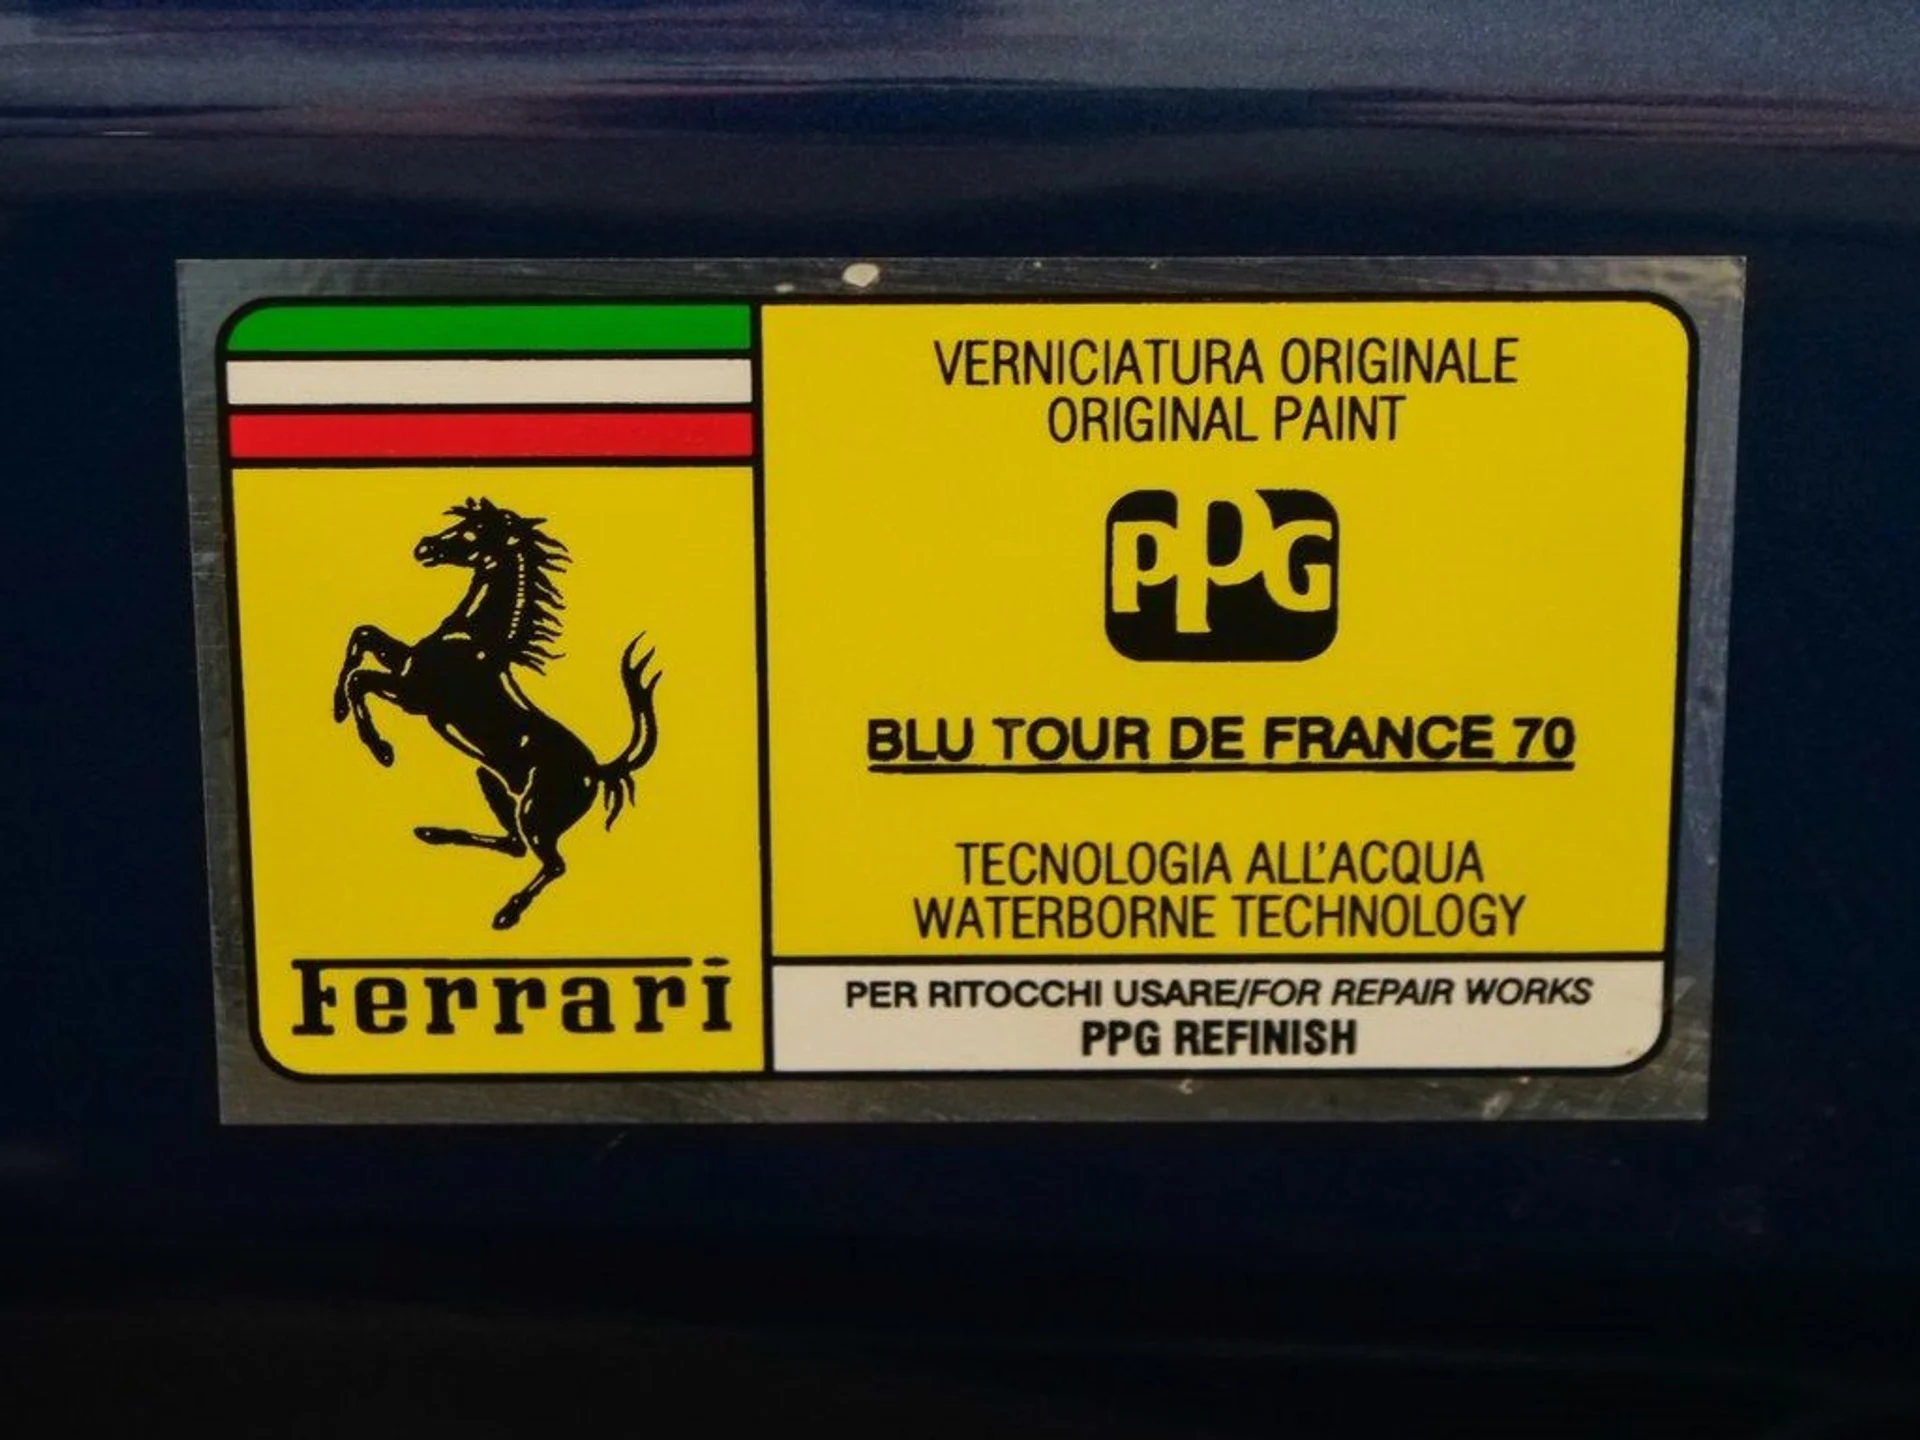 VERNICIATURA ORIGINALE
ORIGINAL PAINT
PPG
BLU TOUR DE FRANCE 70
TECNOLOGIA ALL'ACQUA
WATERBORNE TECHNOLOGY
Ferrari
PER RITOCCHI USARE/FOR REPAIR WORKS
PPG REFINISH